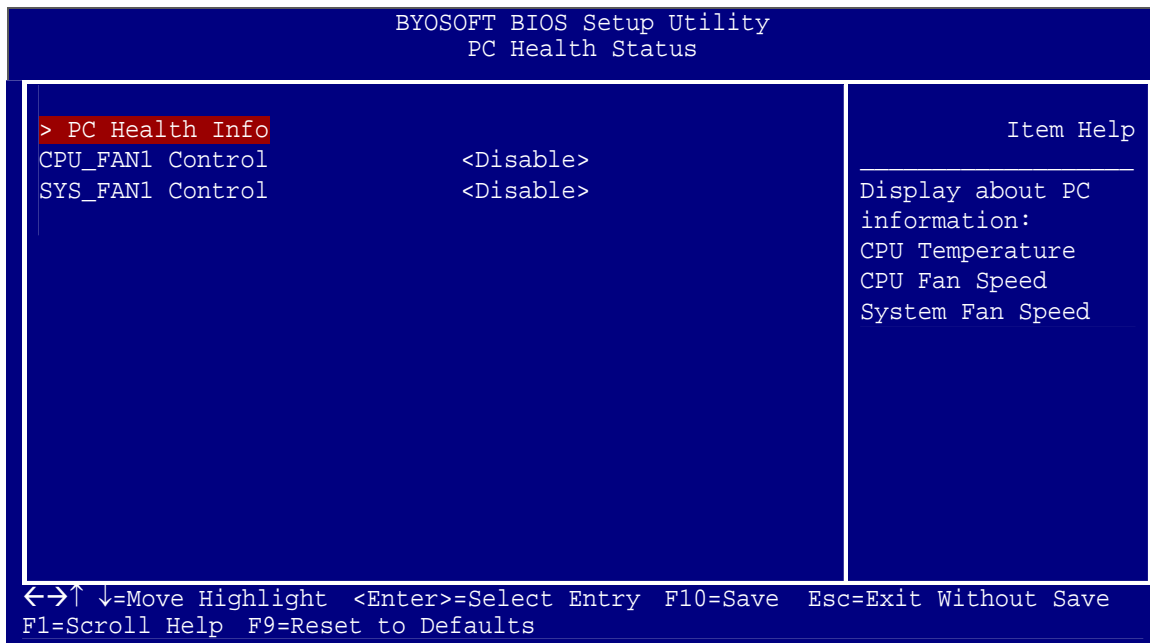 BYOSOFT BIOS Setup Utility
PC Health Status
> PC Health Info
CPU_FAN1 Control <Disable>
SYS_FAN1 Control <Disable>
Item Help
Display about PC
information:
CPU Temperature
CPU Fan Speed
System Fan Speed
←→↑ ↓=Move Highlight <Enter>=Select Entry F10=Save Esc=Exit Without Save
F1=Scroll Help F9=Reset to Defaults